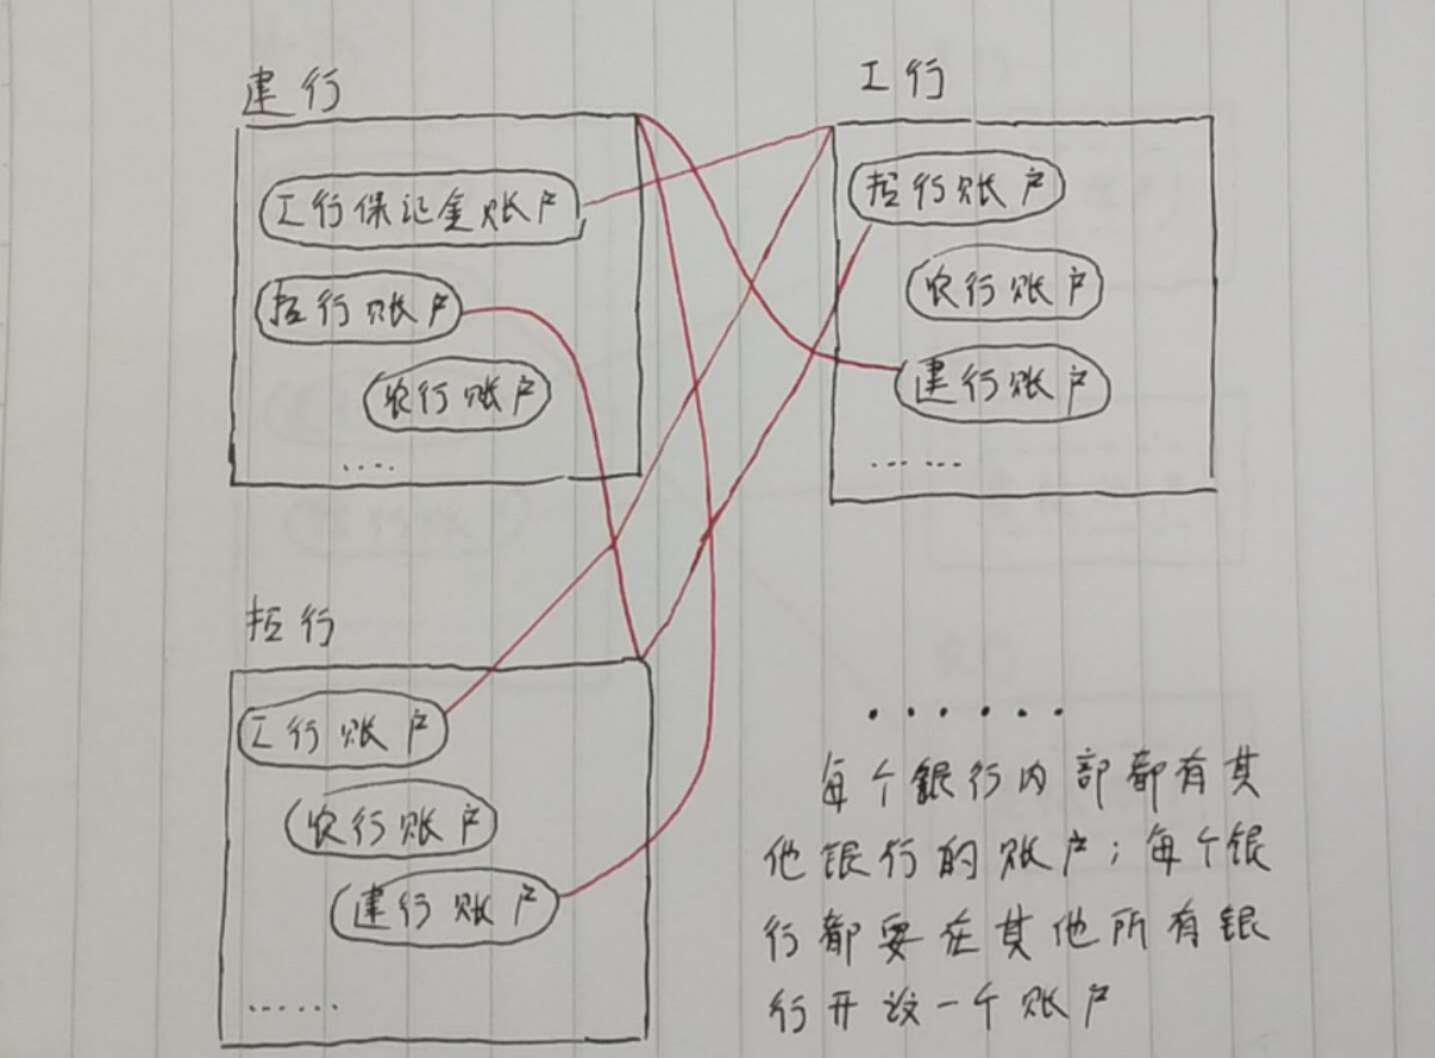 建行
工行保证金账户
招行账户
农行账户
....
工行
招行账户
农行账户
建行账户
......
招行
工行账户
农行账户
建行账户
......
......
每个银行内部都有其
他银行的账户；每个银
行都要在其他所有银
行开设一个账户